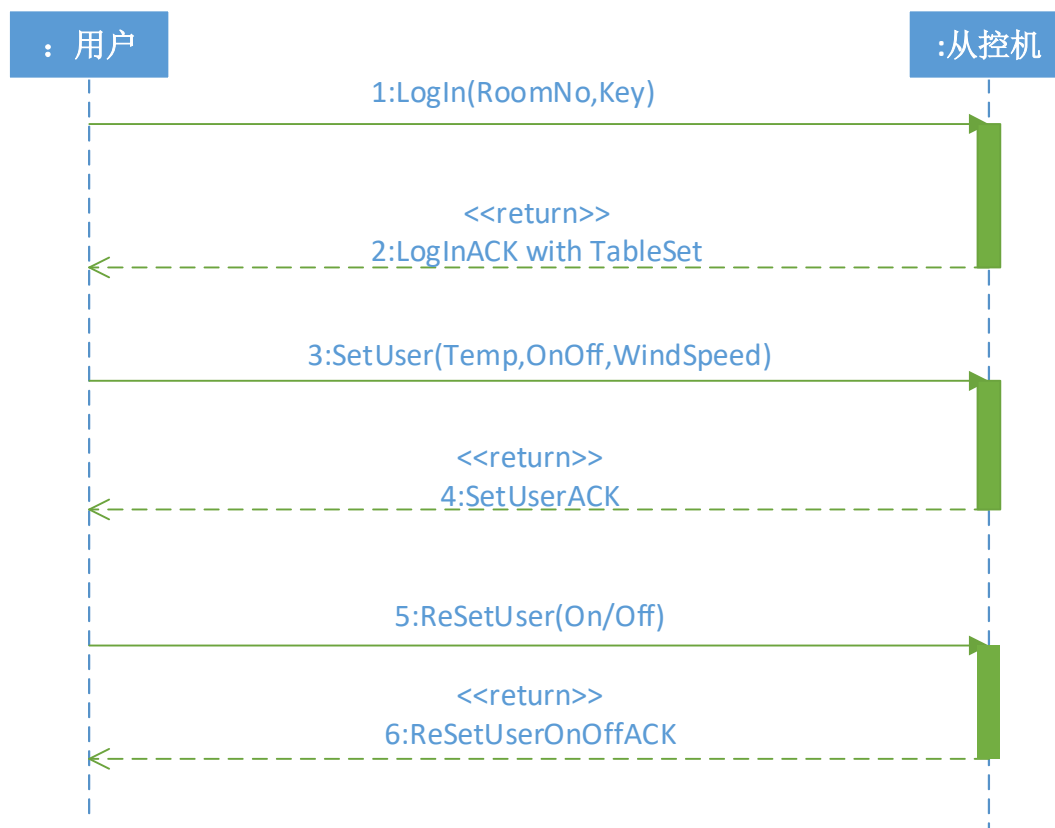 ：用户
:从控机
1:LogIn(RoomNo,Key)
<<return>>
2:LogInACK with TableSet
3:SetUser(Temp,OnOff,WindSpeed)
<<return>>
4:SetUserACK
5:ReSetUser(On/Off)
<<return>>
6:ReSetUserOnOffACK